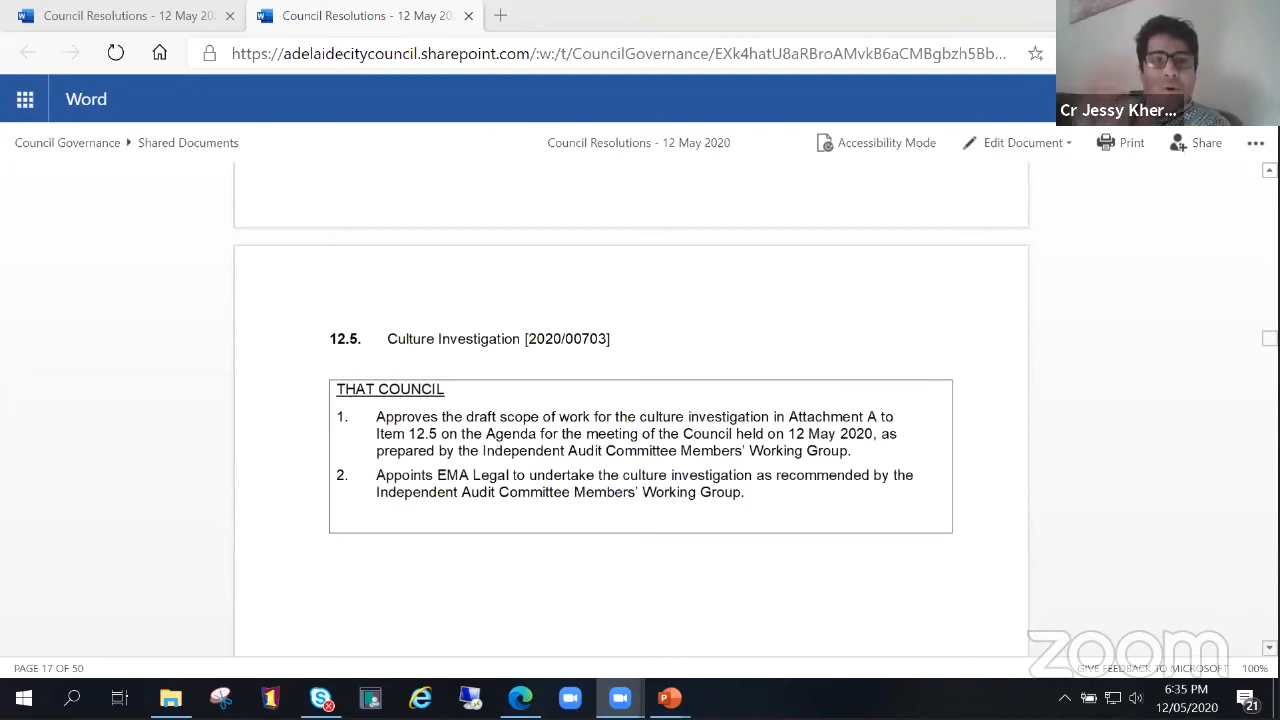 Council Resolutions - 12 May 202
Council Resolutions - 12 May 202
https://adelaidecitycouncil.sharepoint.com/:w:/t/CouncilGovernance/EXk4hatU8aRBroAMvkB6aCMBgbzh5Bb...
Cr Jessy Kher...
Word
Council Governance Shared Documents
Council Resolutions - 12 May 2020
Accessibility Mode
Edit Document
Print
Share
12.5. Culture Investigation [2020/00703]
THAT COUNCIL
1. Approves the draft scope of work for the culture investigation in Attachment A to
Item 12.5 on the Agenda for the meeting of the Council held on 12 May 2020, as
prepared by the Independent Audit Committee Members' Working Group.
2. Appoints EMA Legal to undertake the culture investigation as recommended by the
Independent Audit Committee Members' Working Group.
zoom
PAGE 17 OF 50
GIVE FEEDBACK TO MICROSOFT
100%
6:35 PM
12/05/2020
21